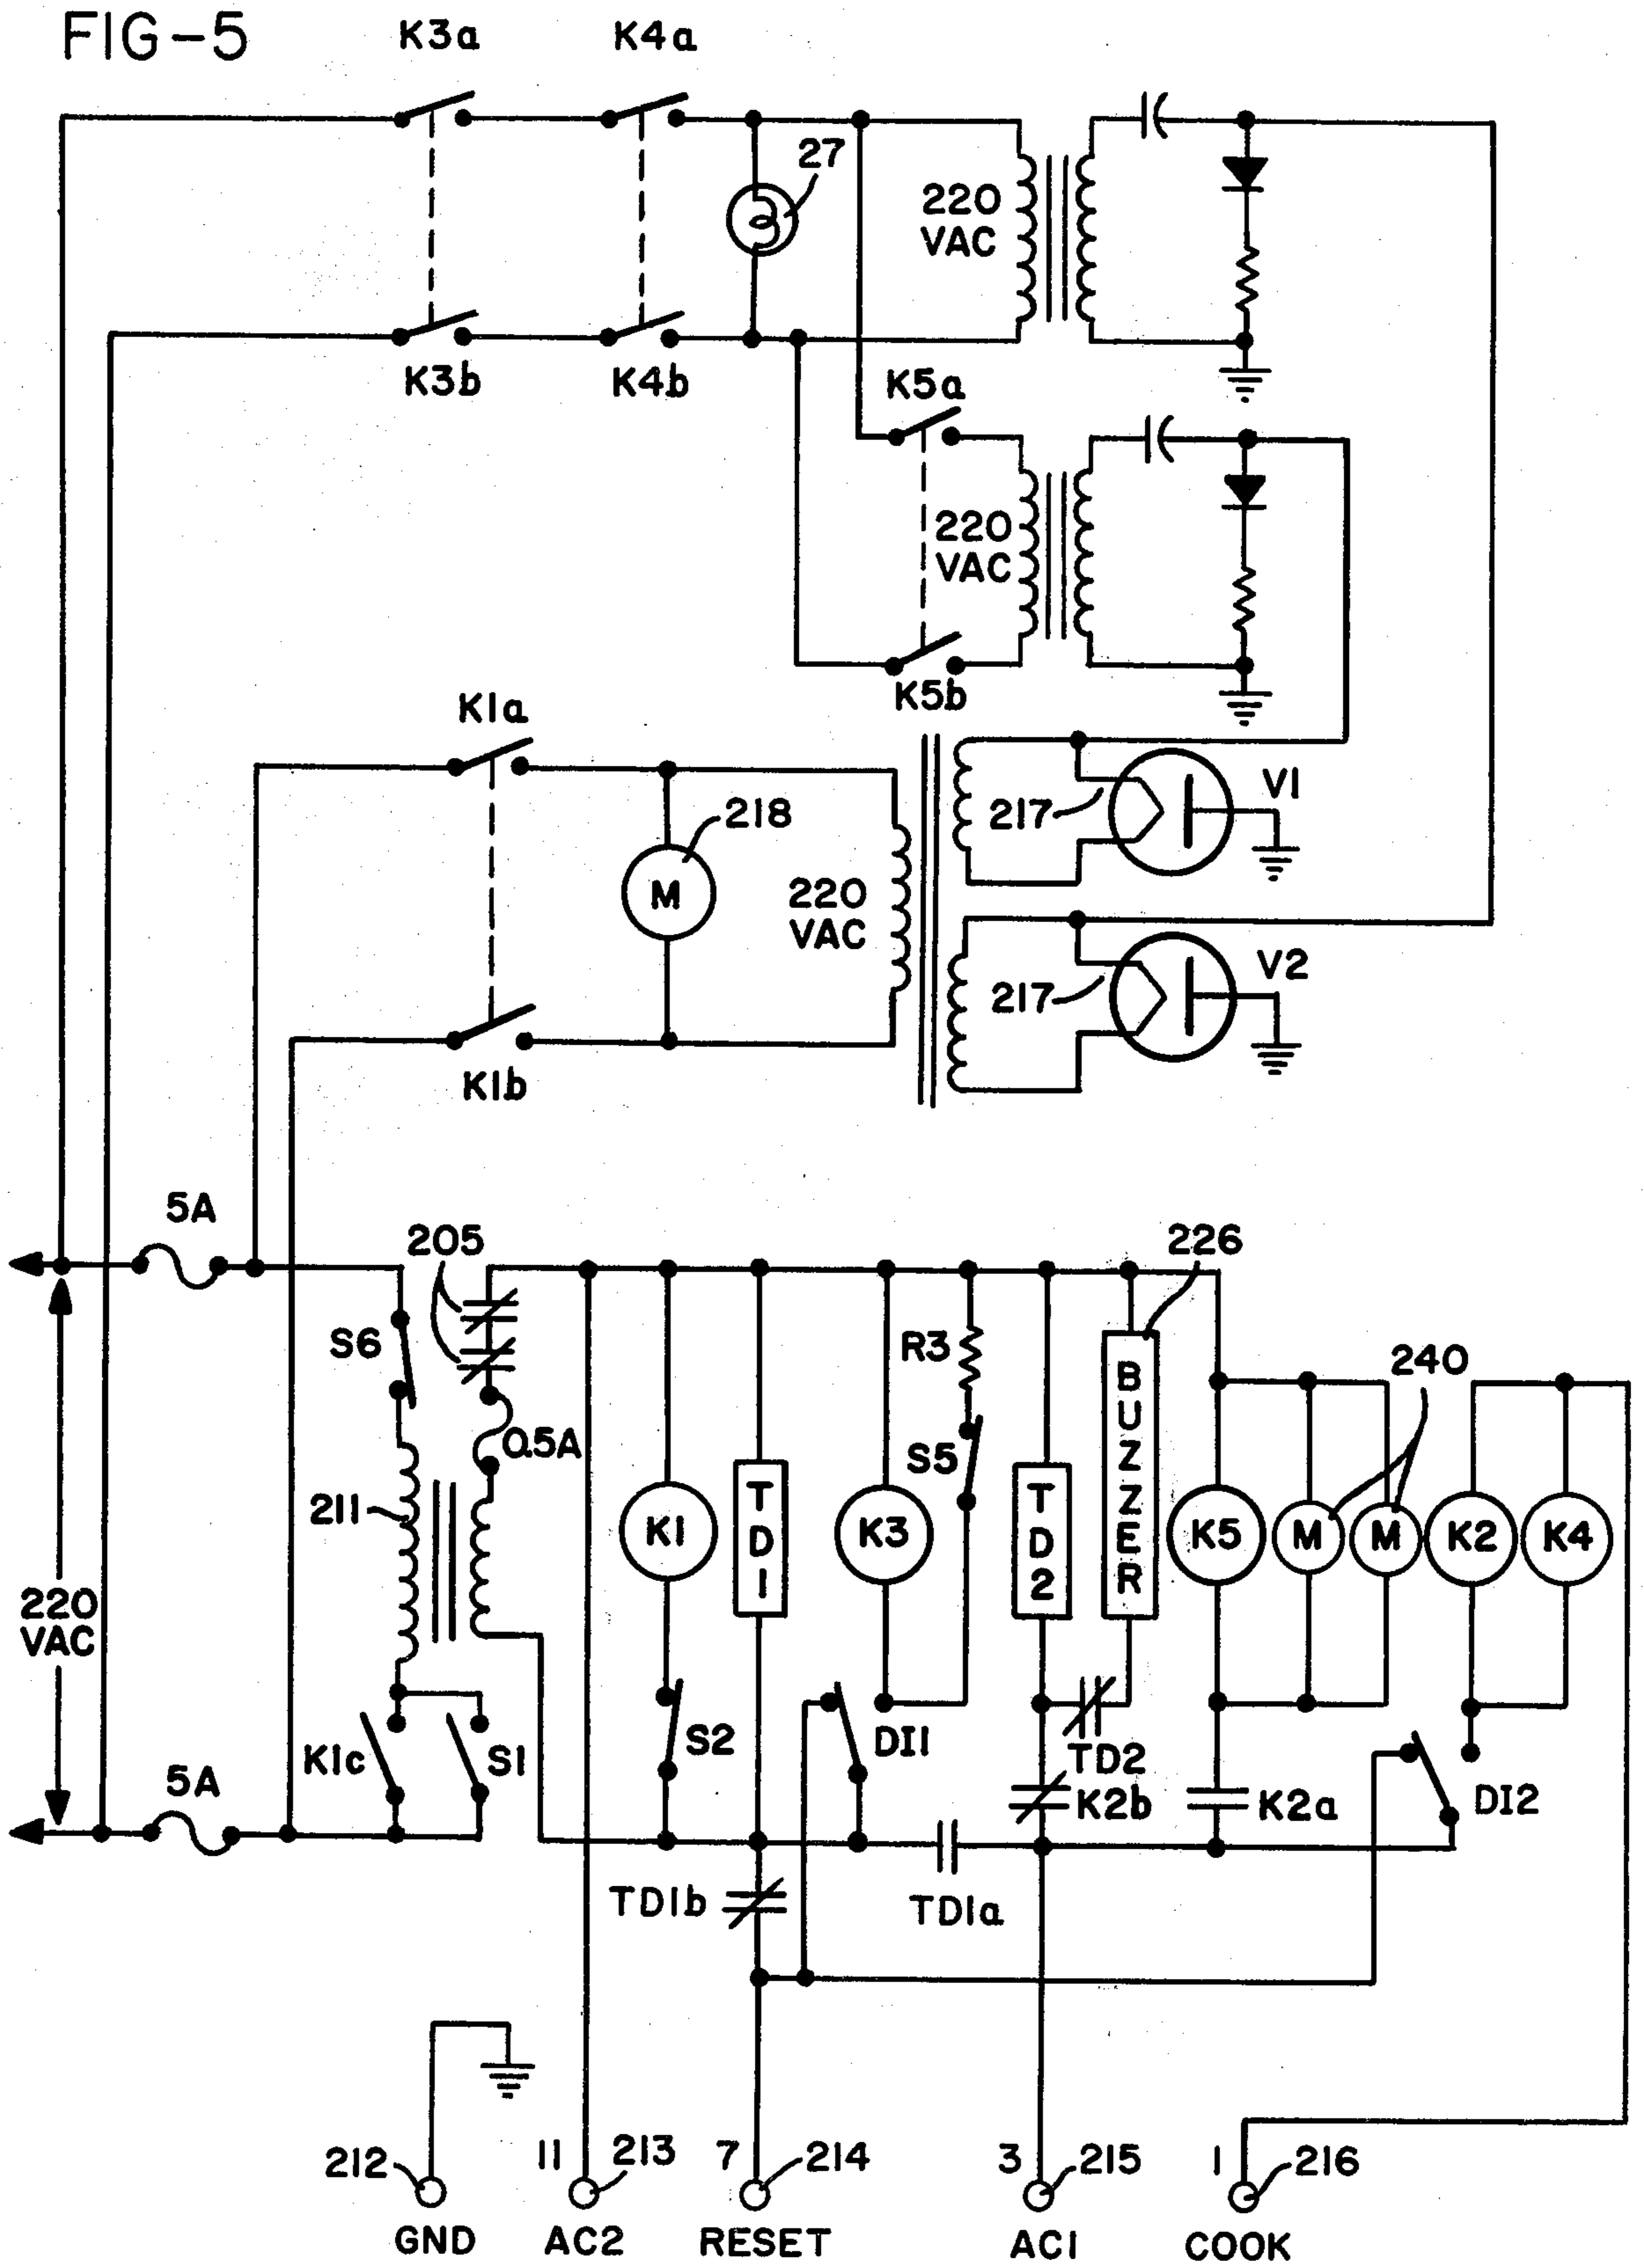 FIG-5
K3a
K4a
27
220
VAC
K3b
K4b
K5a
220
VAC
K5b
K1a
218
M
220
VAC
217
V1
217
V2
K1b
5A
205
226
S6
0.5A
R3
S5
BUZZER
240
211
K1
TD1
K3
TD2
K5
M
M
K2
K4
220
VAC
K1c
S1
S2
DI1
TD2
K2b
K2a
DI2
5A
TD1b
TD1a
212
11
213
7
214
3
215
1
216
GND
AC2
RESET
AC1
COOK